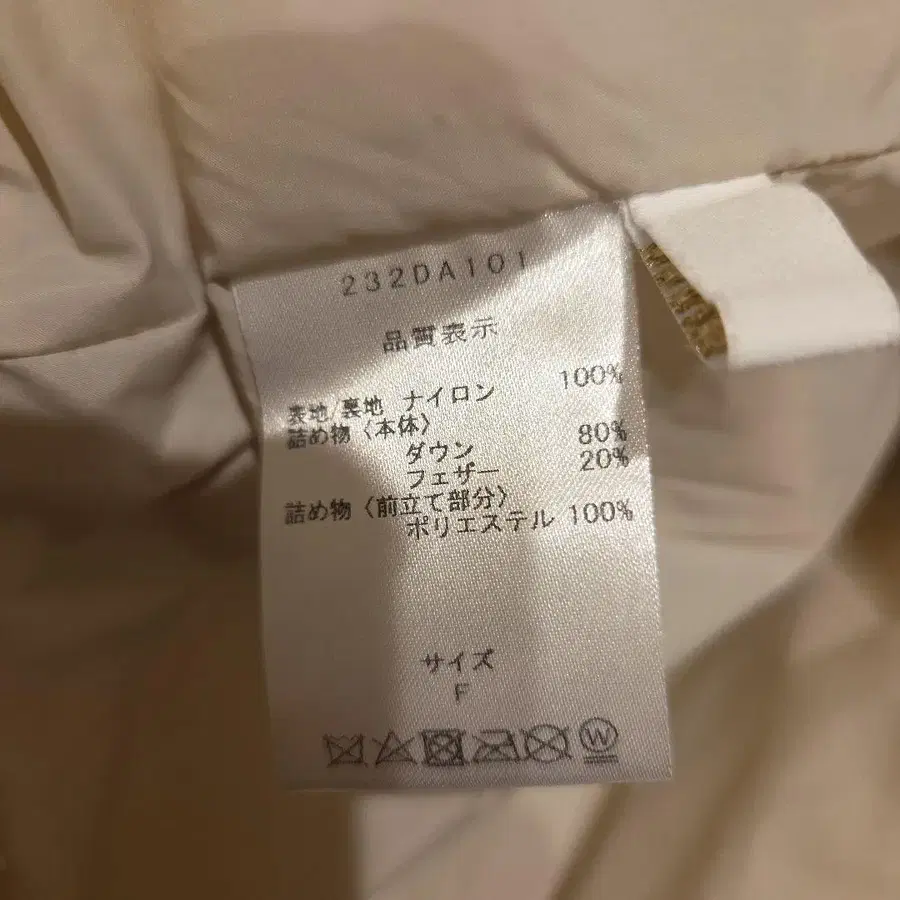 232DA101
品質表示
表地/裏地 ナイロン 100%
詰め物〈本体〉
ダウン 80%
フェザー 20%
詰め物〈前立て部分〉
ポリエステル 100%
サイズ
F
W